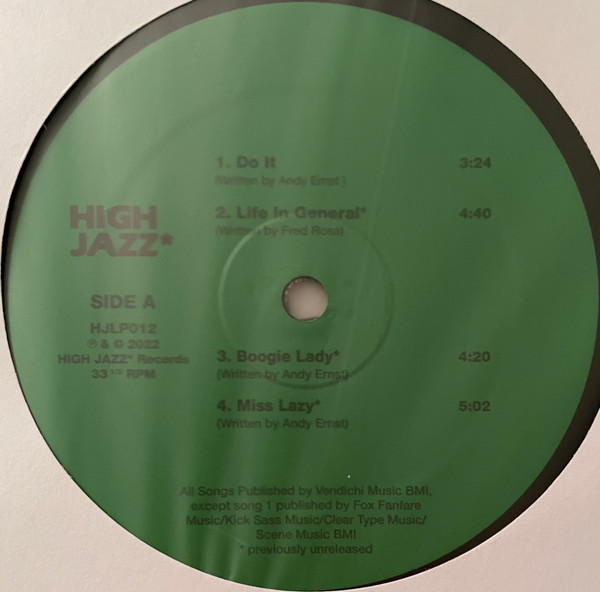 1. Do It 3:24
(Written by Andy Ernst )
2. Life In General* 4:40
(Written by Fred Ross)
HIGH
JAZZ*
SIDE A
HJLP012
℗ & © 2022
HIGH JAZZ* Records
33 1/3 RPM
3. Boogie Lady* 4:20
(Written by Andy Ernst)
4. Miss Lazy* 5:02
(Written by Andy Ernst)
All Songs Published by Vendichi Music BMI,
except song 1 published by Fox Fanfare
Music/Kick Sass Music/Clear Type Music/
Scene Music BMI
* previously unreleased